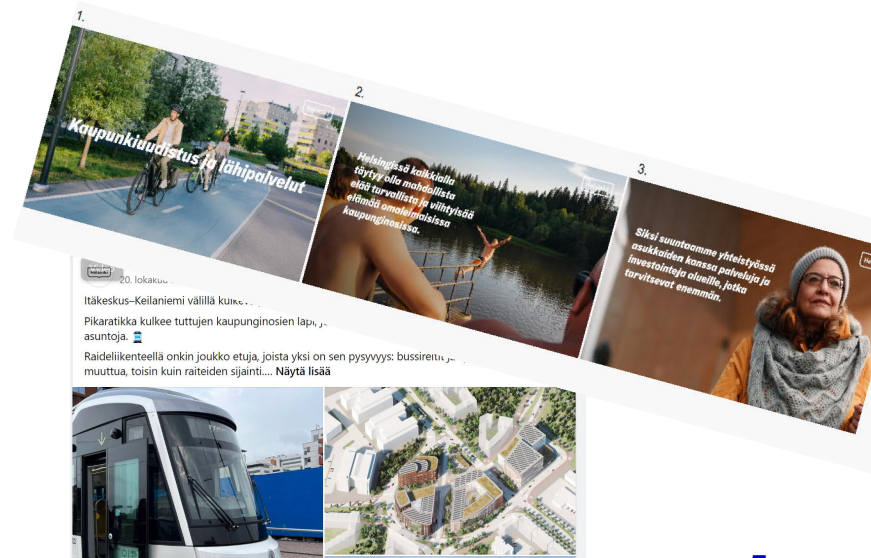 1.
Kaupunkiuudistus ja lähipalvelut
2.
Helsingissä kaikkialla
täytyy olla mahdollista
elää turvallista ja viihtyisää
elämää omaleimaisissa
kaupunginosissa.
3.
Siksi suuntaamme yhteistyössä
asukkaiden kanssa palveluja ja
investointeja alueille, jotka
tarvitsevat enemmän.
Helsinki
20.
Itäkeskus–Keilaniemi välillä
Pikaratikka kulkee tuttujen kaupunginosien läpi,
asuntoja.
Raideliikenteellä onkin joukko etuja, joista yksi on sen pysyvyys: bussireitit
muuttua, toisin kuin raiteiden sijainti.... Näytä lisää